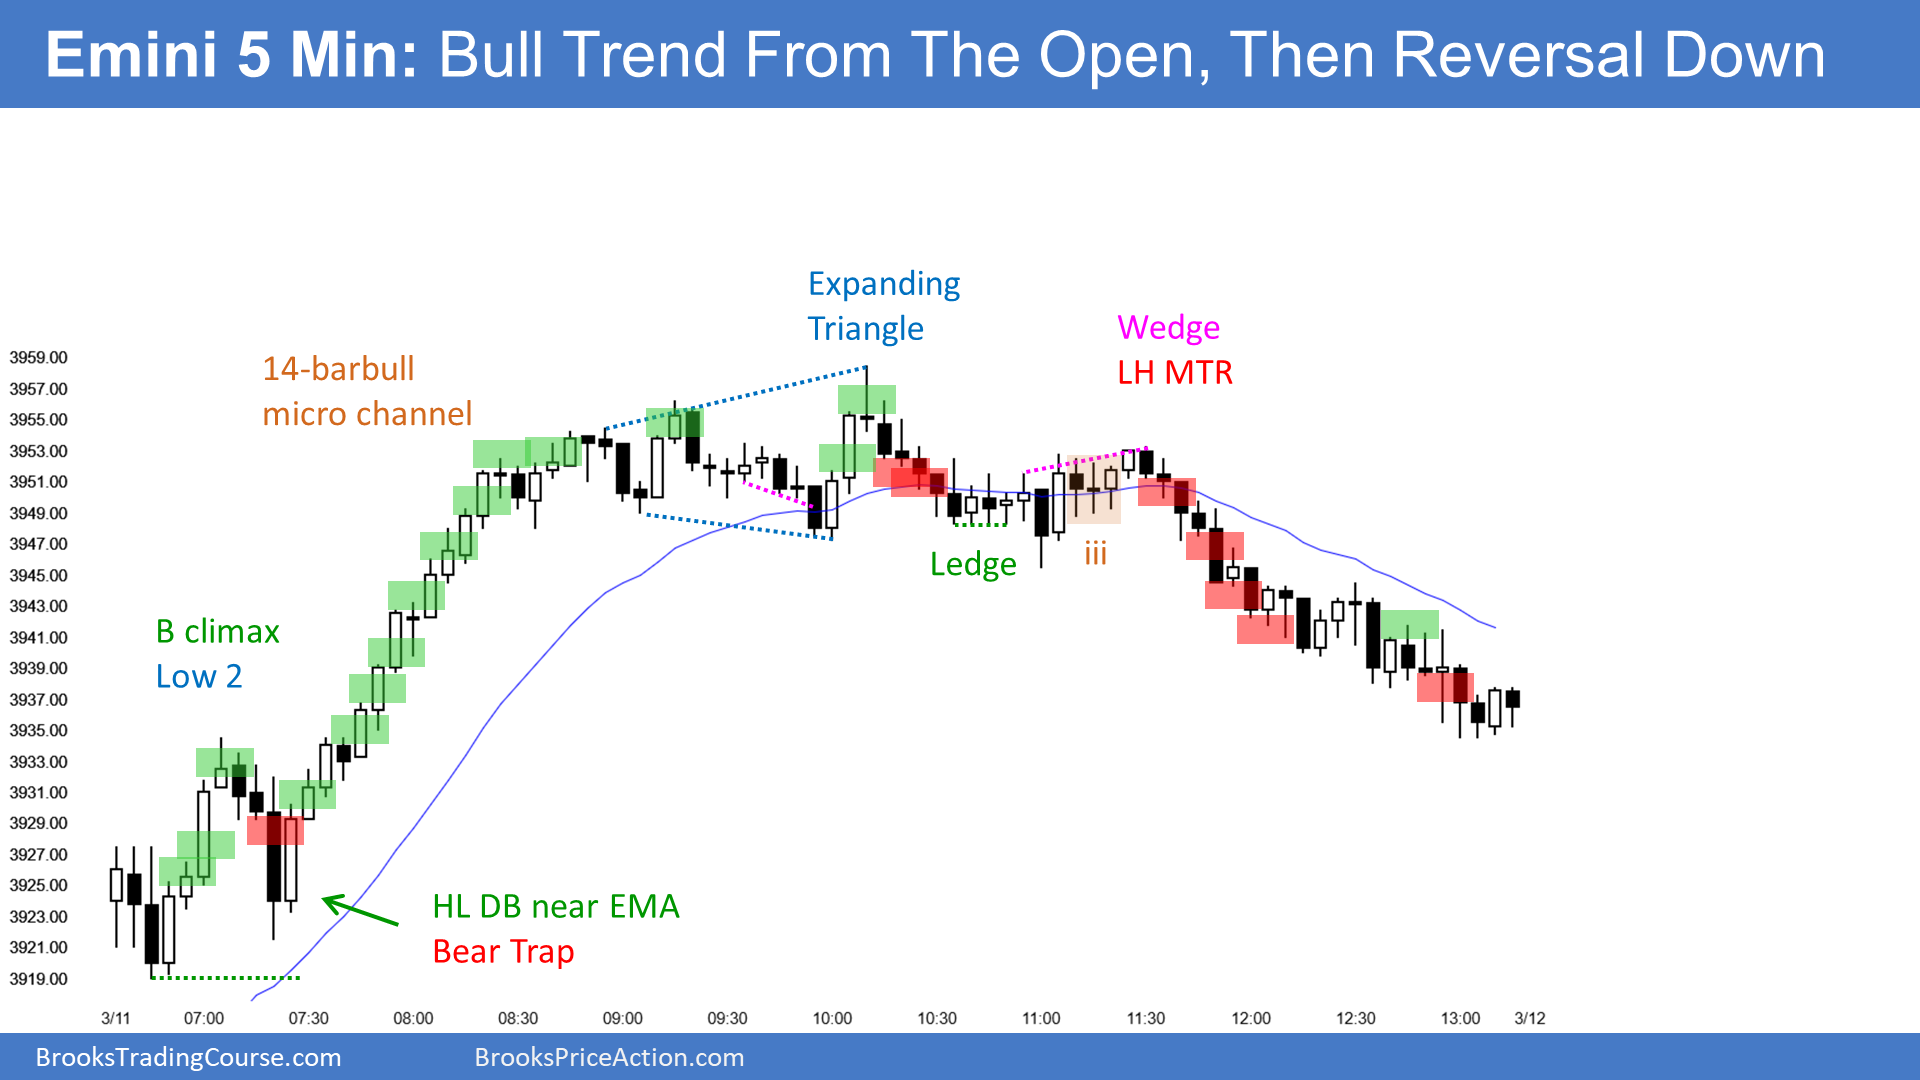 Emini 5 Min: Bull Trend From The Open, Then Reversal Down
Expanding
Triangle
Wedge
LH MTR
14-barbull
micro channel
B climax
Low 2
Ledge
iii
HL DB near EMA
Bear Trap
3959.00
3957.00
3955.00
3953.00
3951.00
3949.00
3947.00
3945.00
3943.00
3941.00
3939.00
3937.00
3935.00
3933.00
3931.00
3929.00
3927.00
3925.00
3923.00
3921.00
3919.00
3/11 07:00 07:30 08:00 08:30 09:00 09:30 10:00 10:30 11:00 11:30 12:00 12:30 13:00 3/12
BrooksTradingCourse.com BrooksPriceAction.com